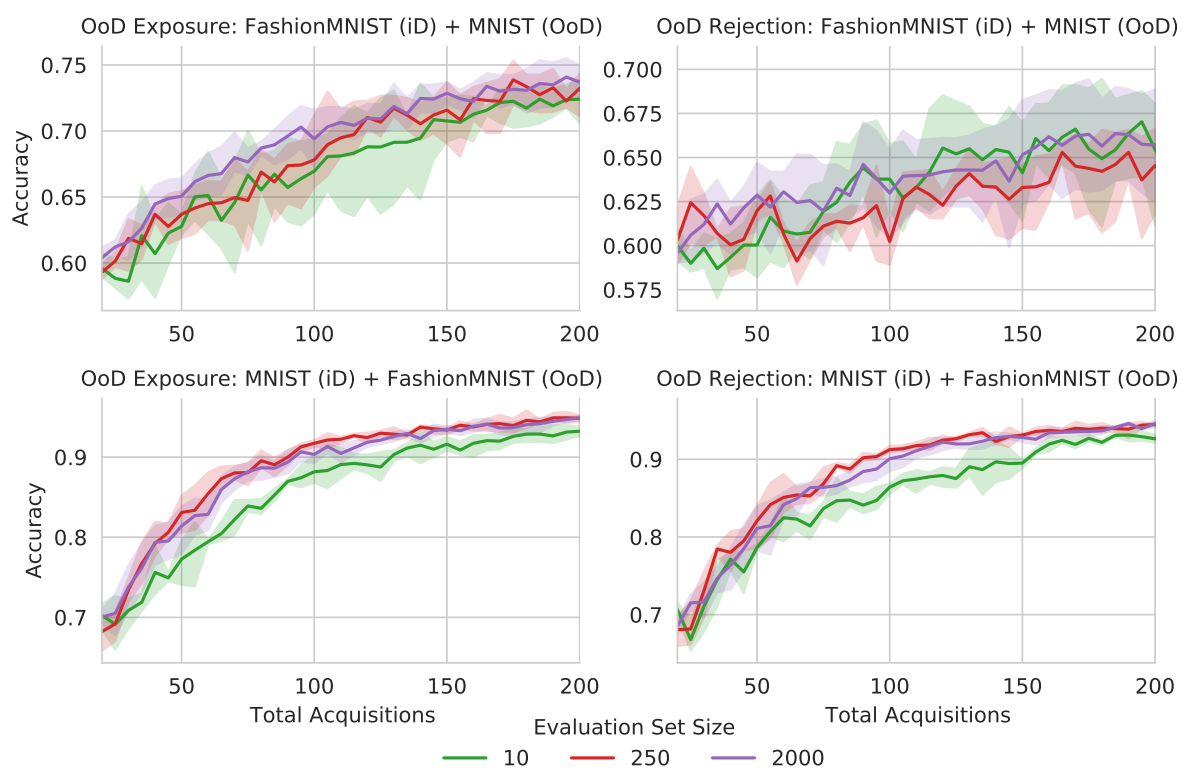 OoD Exposure: FashionMNIST (iD) + MNIST (OoD)
Accuracy
0.75
0.70
0.65
0.60
50 100 150 200
OoD Rejection: FashionMNIST (iD) + MNIST (OoD)
0.700
0.675
0.650
0.625
0.600
0.575
50 100 150 200
OoD Exposure: MNIST (iD) + FashionMNIST (OoD)
Accuracy
0.9
0.8
0.7
50 100 150 200
Total Acquisitions
OoD Rejection: MNIST (iD) + FashionMNIST (OoD)
0.9
0.8
0.7
50 100 150 200
Total Acquisitions
Evaluation Set Size
10 250 2000